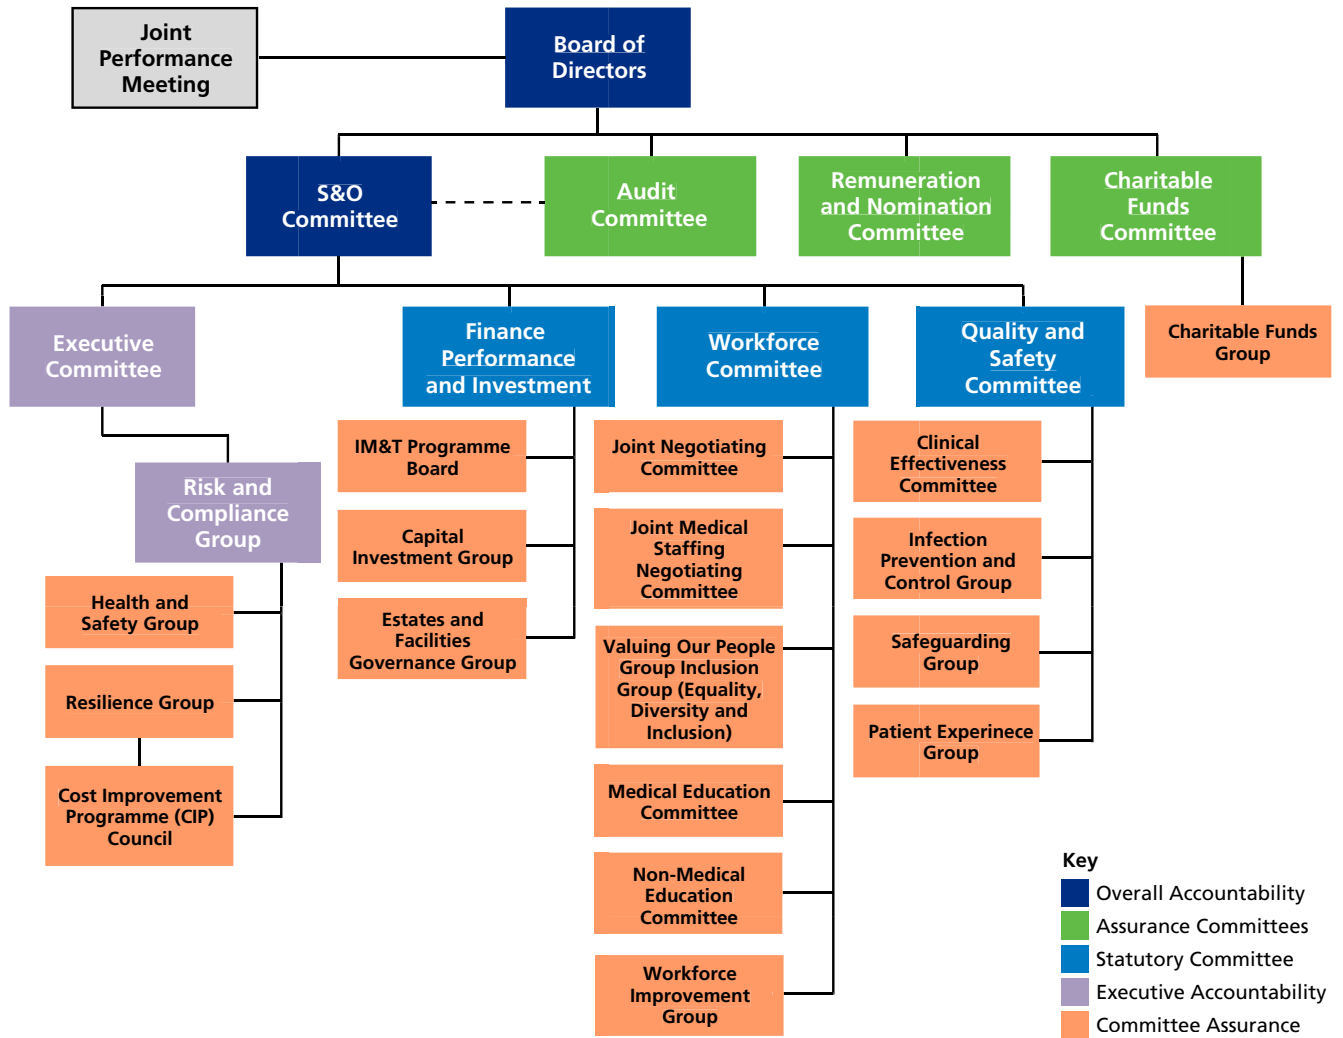 Joint
Performance
Meeting
Board of
Directors
S&O
Committee
Audit
Committee
Remuneration
and Nomination
Committee
Charitable
Funds
Committee
Executive
Committee
Finance
Performance
and Investment
Workforce
Committee
Quality and
Safety
Committee
Charitable Funds
Group
Risk and
Compliance
Group
Health and
Safety Group
Resilience Group
Cost Improvement
Programme (CIP)
Council
IM&T Programme
Board
Capital
Investment Group
Estates and
Facilities
Governance Group
Joint Negotiating
Committee
Joint Medical
Staffing
Negotiating
Committee
Valuing Our People
Group Inclusion
Group (Equality,
Diversity and
Inclusion)
Medical Education
Committee
Non-Medical
Education
Committee
Workforce
Improvement
Group
Clinical
Effectiveness
Committee
Infection
Prevention and
Control Group
Safeguarding
Group
Patient Experinece
Group
Key
Overall Accountability
Assurance Committees
Statutory Committee
Executive Accountability
Committee Assurance